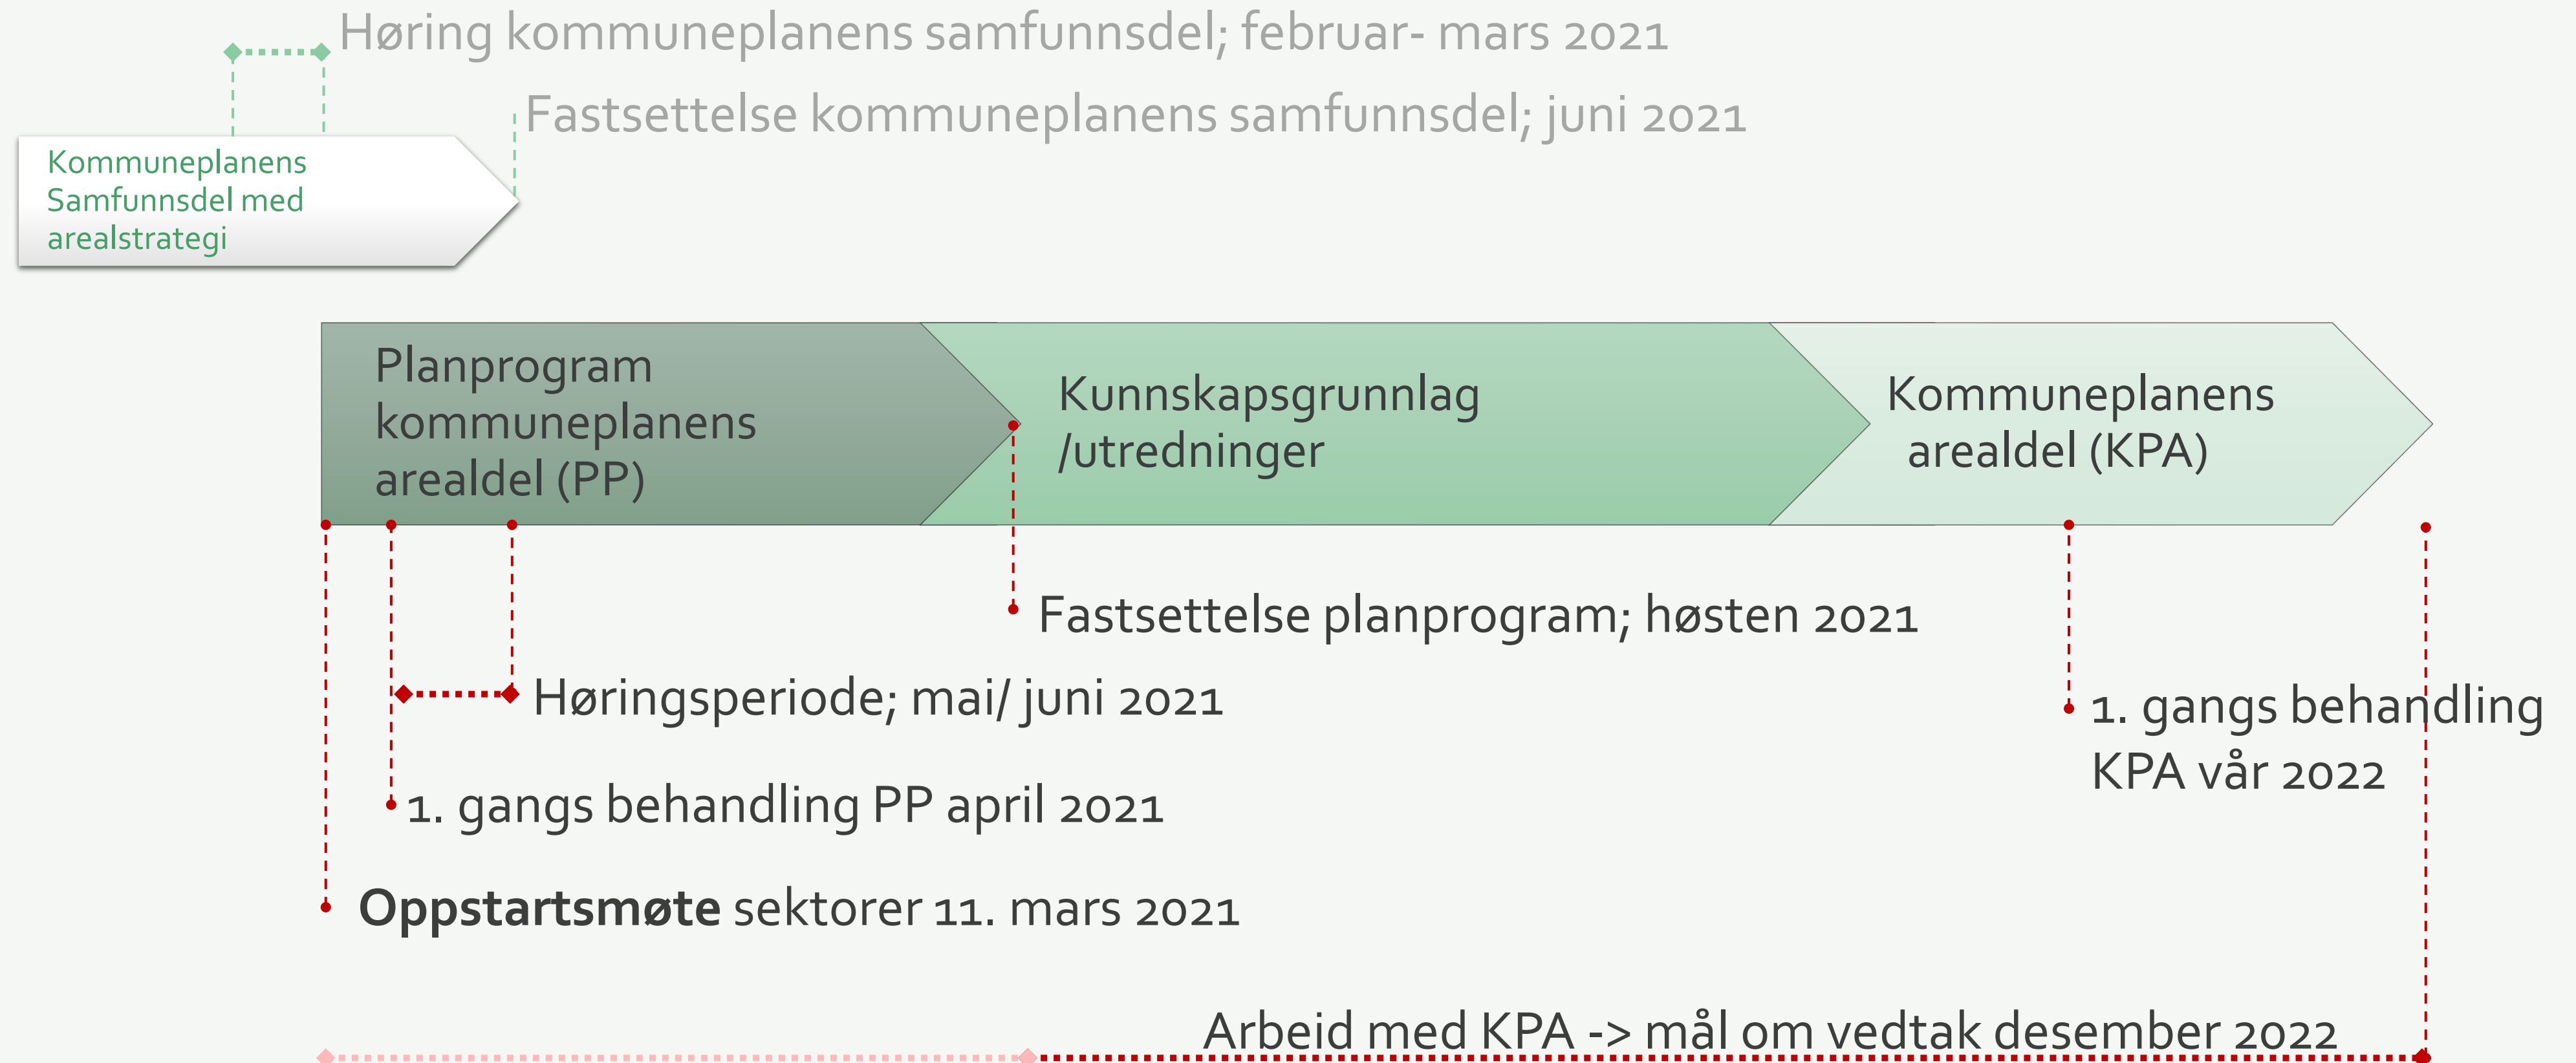 Høring kommuneplanens samfunnsdel; februar- mars 2021
Fastsettelse kommuneplanens samfunnsdel; juni 2021
Kommuneplanens
Samfunnsdel med
arealstrategi
Planprogram
kommuneplanens
arealdel (PP)
Kunnskapsgrunnlag
/utredninger
Kommuneplanens
arealdel (KPA)
Fastsettelse planprogram; høsten 2021
Høringsperiode; mai/ juni 2021
1. gangs behandling
KPA vår 2022
1. gangs behandling PP april 2021
Oppstartsmøte sektorer 11. mars 2021
Arbeid med KPA -> mål om vedtak desember 2022